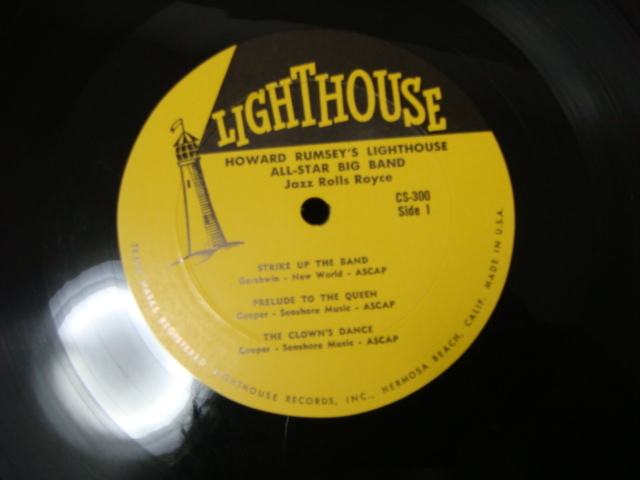 LIGHTHOUSE
HOWARD RUMSEY'S LIGHTHOUSE
ALL-STAR BIG BAND
Jazz Rolls Royce
CS-300
Side 1
STRIKE UP THE BAND
Gershwin - New World - ASCAP
PRELUDE TO THE QUEEN
Cooper - Seashore Music - ASCAP
THE CLOWN'S DANCE
Cooper - Seashore Music - ASCAP
TRADE MARKS REGISTERED LIGHTHOUSE RECORDS, INC., HERMOSA BEACH, CALIF. MADE IN U.S.A.